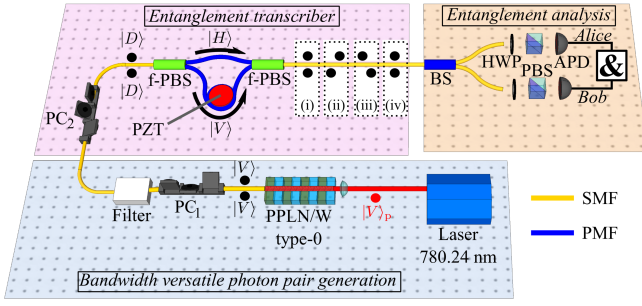 Entanglement transcriber
Entanglement analysis
|D⟩
|D⟩
|H⟩
f-PBS
f-PBS
PZT
|V⟩
PC2
(i)
(ii)
(iii)
(iv)
BS
HWP
PBS
APD
Alice
&
Bob
Filter
PC1
|V⟩
|V⟩
PPLN/W
type-0
|V⟩p
Laser
780.24 nm
SMF
PMF
Bandwidth versatile photon pair generation